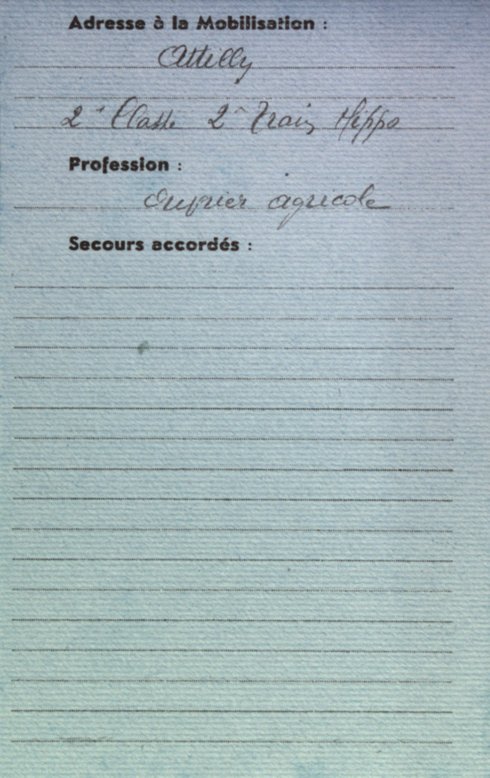 Adresse à la Mobilisation :
Attilly
2e Classe 2e Train Hippo
Profession :
Ouvrier agricole
Secours accordés :